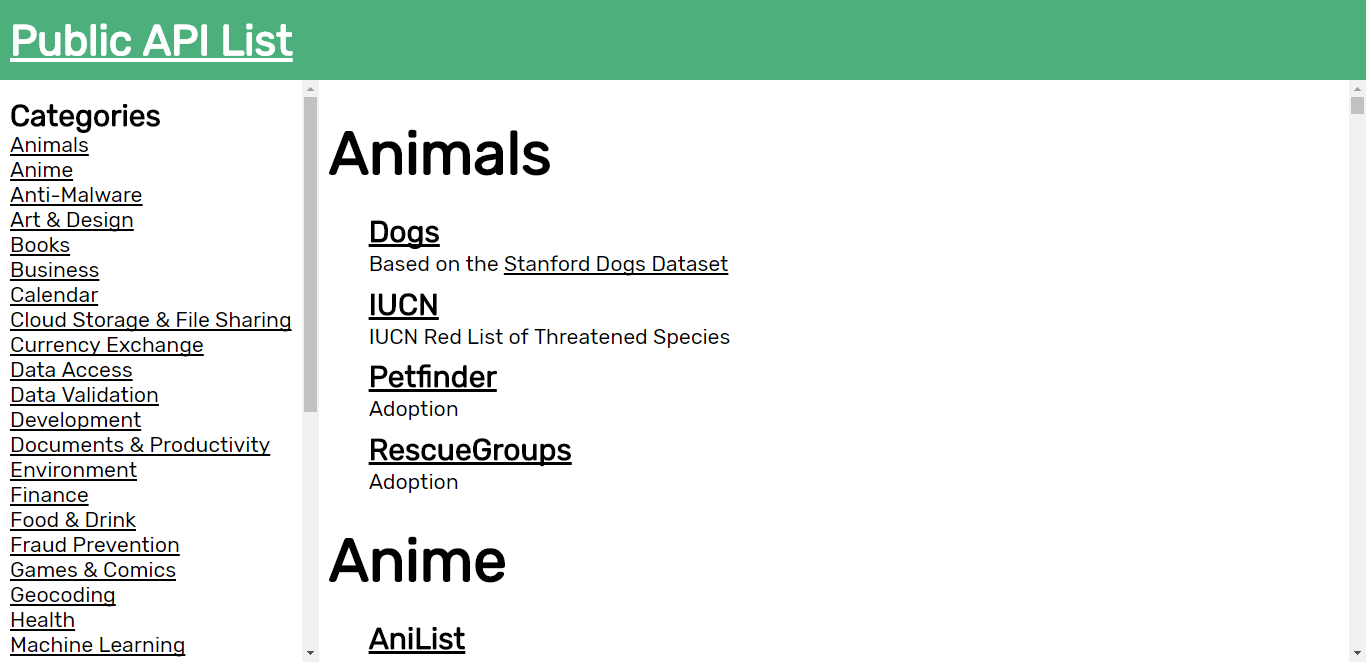 Public API List
Categories
Animals
Anime
Anti-Malware
Art & Design
Books
Business
Calendar
Cloud Storage & File Sharing
Currency Exchange
Data Access
Data Validation
Development
Documents & Productivity
Environment
Finance
Food & Drink
Fraud Prevention
Games & Comics
Geocoding
Health
Machine Learning
Animals
Dogs
Based on the Stanford Dogs Dataset
IUCN
IUCN Red List of Threatened Species
Petfinder
Adoption
RescueGroups
Adoption
Anime
AniList